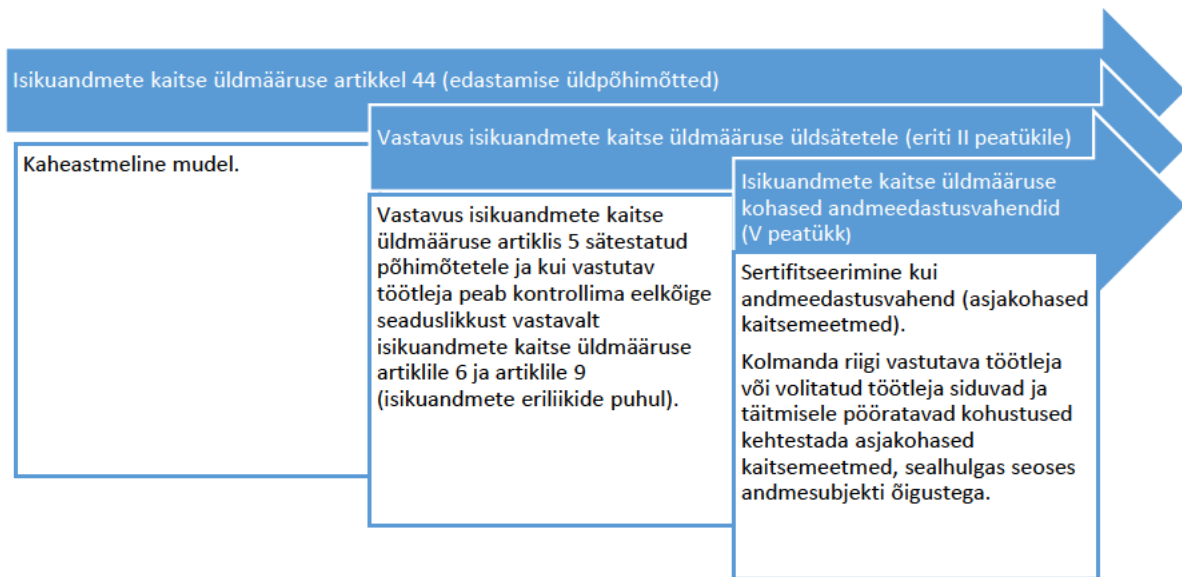 Isikuandmete kaitse üldmääruse artikkel 44 (edastamise üldpõhimõtted)
Kaheastmeline mudel.
Vastavus isikuandmete kaitse üldmääruse üldsätetele (eriti II peatükile)
Vastavus isikuandmete kaitse
üldmääruse artiklis 5 sätestatud
põhimõtetele ja kui vastutav
töötleja peab kontrollima eelkõige
seaduslikkust vastavalt
isikuandmete kaitse üldmääruse
artiklile 6 ja artiklile 9
(isikuandmete eriliikide puhul).
Isikuandmete kaitse üldmääruse
kohased andmeedastusvahendid
(V peatükk)
Sertifitseerimine kui
andmeedastusvahend (asjakohased
kaitsemeetmed).
Kolmanda riigi vastutava töötleja
või volitatud töötleja siduvad ja
täitmisele pööratavad kohustused
kehtestada asjakohased
kaitsemeetmed, sealhulgas seoses
andmesubjekti õigustega.